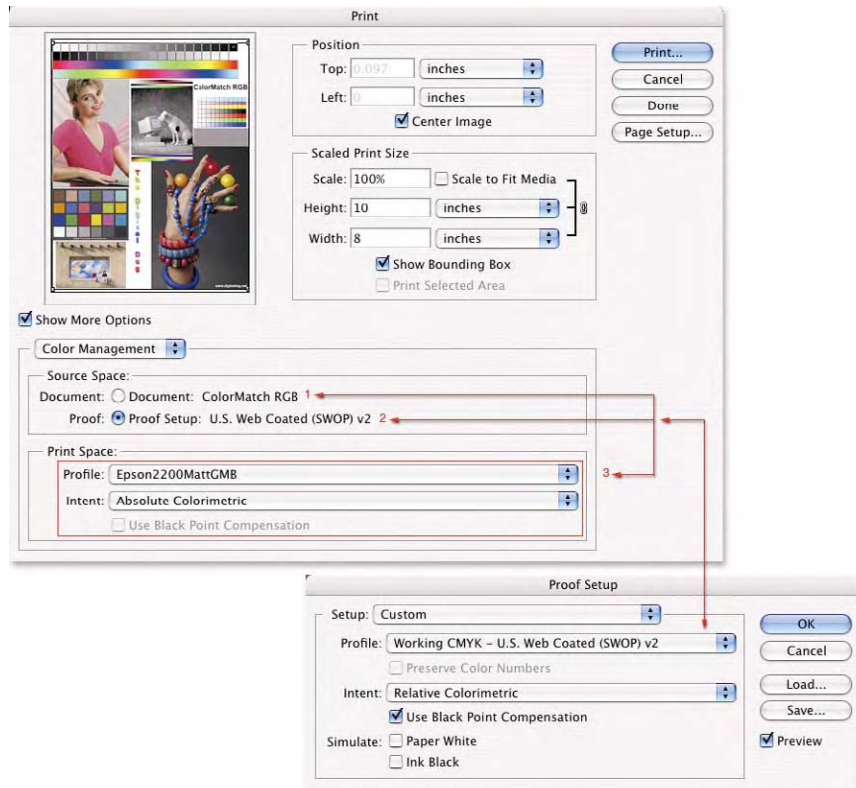 Print
ColorMatch RGB
The Digital Dog
Position
Top: 0.097 inches
Left: 0 inches
Center Image
Print...
Cancel
Done
Page Setup...
Scaled Print Size
Scale: 100% Scale to Fit Media
Height: 10 inches
Width: 8 inches
Show Bounding Box
Print Selected Area
Show More Options
Color Management
Source Space:
Document: Document: ColorMatch RGB 1
Proof: Proof Setup: U.S. Web Coated (SWOP) v2 2
Print Space:
Profile: Epson2200MattGMB
3
Intent: Absolute Colorimetric
Use Black Point Compensation
Proof Setup
Setup: Custom
Profile: Working CMYK – U.S. Web Coated (SWOP) v2
Preserve Color Numbers
Intent: Relative Colorimetric
Use Black Point Compensation
Simulate: Paper White
Ink Black
OK
Cancel
Load...
Save...
Preview